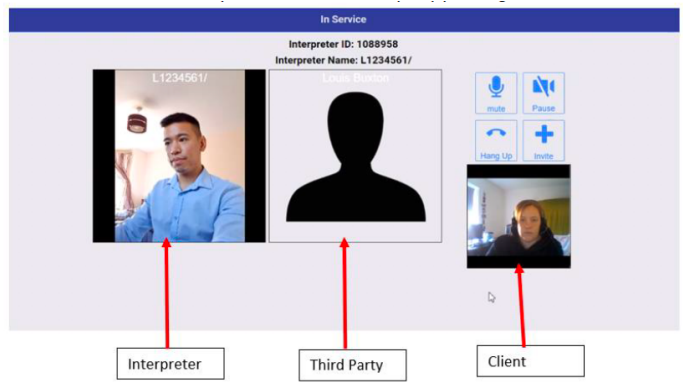 In Service
Interpreter ID: 1088958
Interpreter Name: L1234561/
L1234561/
Louis Buxton
mute
Pause
Hang Up
Invite
Interpreter
Third Party
Client